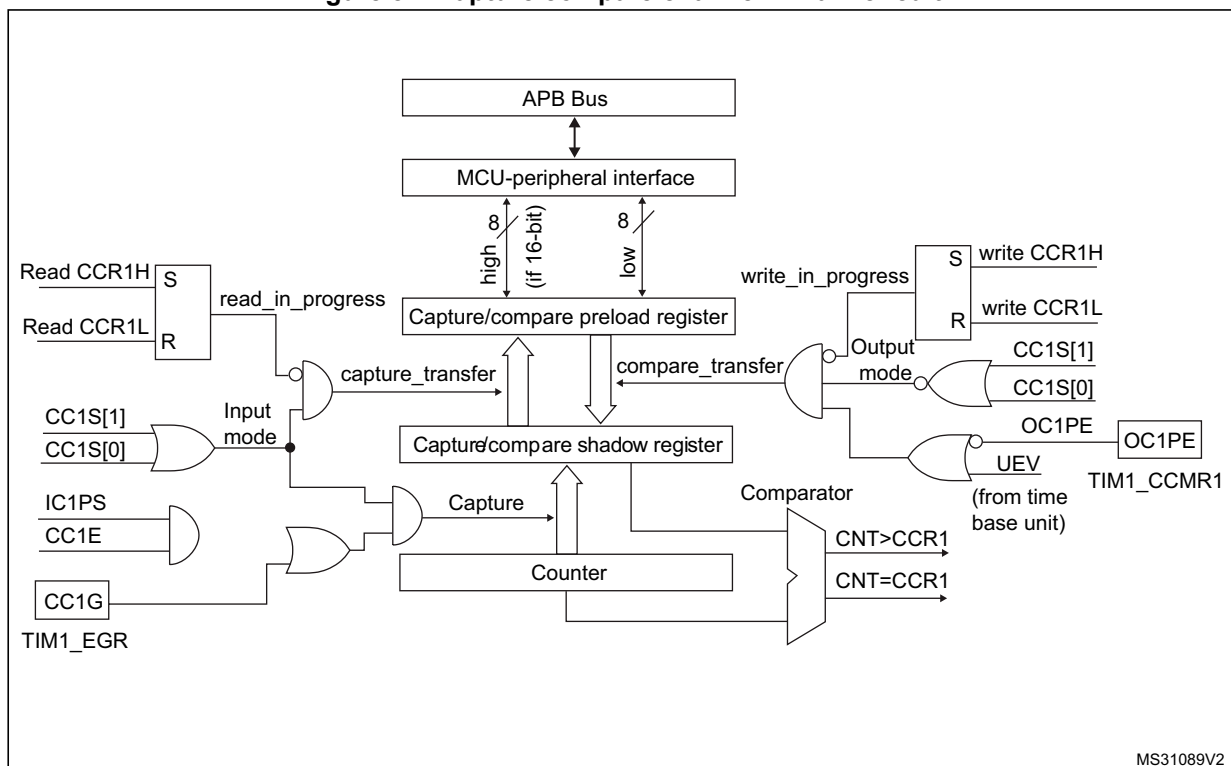 APB Bus
MCU-peripheral interface
8
high
(if 16-bit)
8
low
Read CCR1H
S
read_in_progress
Read CCR1L
R
write_in_progress
S
write CCR1H
R
write CCR1L
Capture/compare preload register
capture_transfer
compare_transfer
Output
mode
CC1S[1]
CC1S[0]
CC1S[1]
CC1S[0]
Input
mode
Capture/compare shadow register
OC1PE
OC1PE
UEV
(from time
base unit)
TIM1_CCMR1
IC1PS
CC1E
Capture
Comparator
CNT>CCR1
CNT=CCR1
Counter
CC1G
TIM1_EGR
MS31089V2